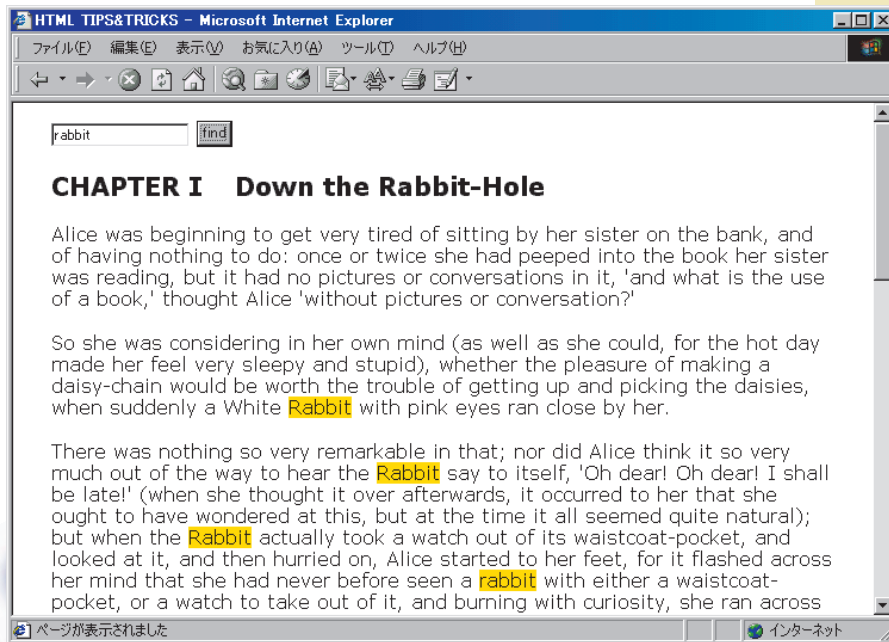 HTML TIPS&TRICKS - Microsoft Internet Explorer
ファイル(F) 編集(E) 表示(V) お気に入り(A) ツール(T) ヘルプ(H)
rabbit find
CHAPTER I Down the Rabbit-Hole
Alice was beginning to get very tired of sitting by her sister on the bank, and
of having nothing to do: once or twice she had peeped into the book her sister
was reading, but it had no pictures or conversations in it, 'and what is the use
of a book,' thought Alice 'without pictures or conversation?'
So she was considering in her own mind (as well as she could, for the hot day
made her feel very sleepy and stupid), whether the pleasure of making a
daisy-chain would be worth the trouble of getting up and picking the daisies,
when suddenly a White Rabbit with pink eyes ran close by her.
There was nothing so very remarkable in that; nor did Alice think it so very
much out of the way to hear the Rabbit say to itself, 'Oh dear! Oh dear! I shall
be late!' (when she thought it over afterwards, it occurred to her that she
ought to have wondered at this, but at the time it all seemed quite natural);
but when the Rabbit actually took a watch out of its waistcoat-pocket, and
looked at it, and then hurried on, Alice started to her feet, for it flashed across
her mind that she had never before seen a rabbit with either a waistcoat-
pocket, or a watch to take out of it, and burning with curiosity, she ran across
ページが表示されました インターネット